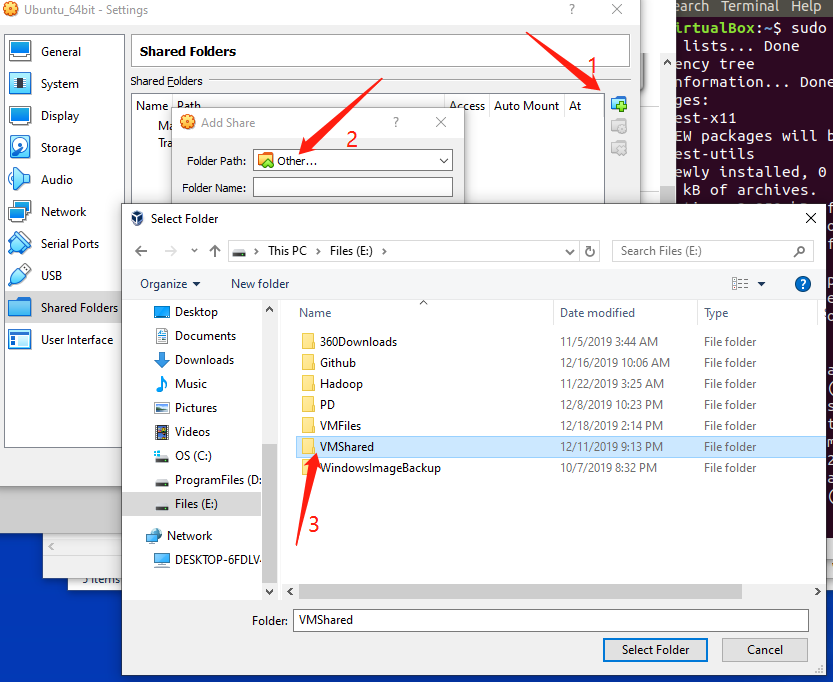 Ubuntu_64bit - Settings
?
General
System
Display
Storage
Audio
Network
Serial Ports
USB
Shared Folders
User Interface
Shared Folders
Shared Folders
Name Path Access Auto Mount At
1
Add Share
?
2
Folder Path: Other...
Folder Name:
earch Terminal Help
irtualBox:~$ sudo
lists... Done
ency tree
nformation... Done
ges:
est-x11
EW packages will b
est-utils
ewly installed, 0
kB of archives.
Select Folder
This PC > Files (E:) >
Search Files (E:)
Organize
New folder
?
Desktop
Documents
Downloads
Music
Pictures
Videos
OS (C:)
ProgramFiles (D:
Files (E:)
Network
DESKTOP-6FDLV
Name Date modified Type
360Downloads 11/5/2019 3:44 AM File folder
Github 12/16/2019 10:06 AM File folder
Hadoop 11/22/2019 3:25 AM File folder
PD 12/8/2019 10:23 PM File folder
VMFiles 12/18/2019 2:14 PM File folder
VMShared 12/11/2019 9:13 PM File folder
WindowsImageBackup 10/7/2019 8:32 PM File folder
3
5 items
Folder: VMShared
Select Folder
Cancel